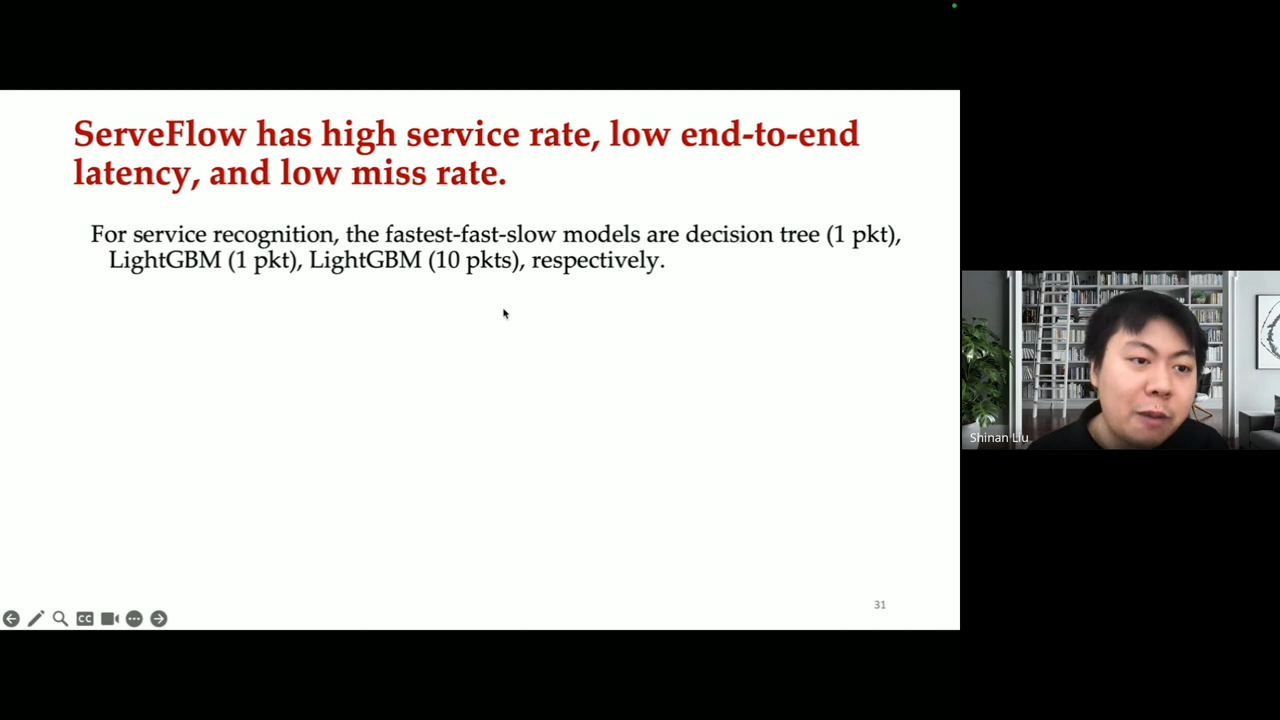 ServeFlow has high service rate, low end-to-end
latency, and low miss rate.
For service recognition, the fastest-fast-slow models are decision tree (1 pkt),
LightGBM (1 pkt), LightGBM (10 pkts), respectively.
Shinan Liu
CC
31